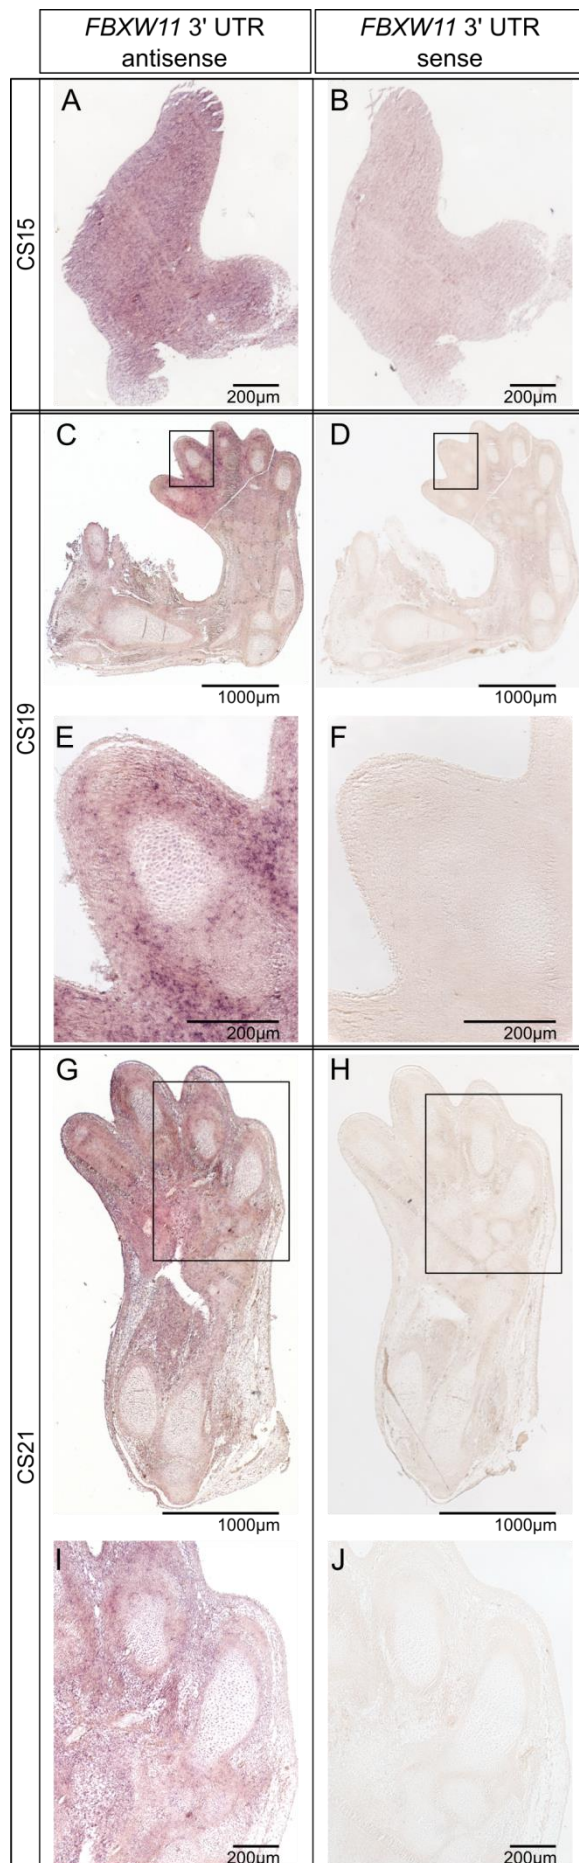 FBXW11 3' UTR
antisense
FBXW11 3' UTR
sense
CS15
A
200µm
B
200µm
CS19
C
1000µm
D
1000µm
E
200µm
F
200µm
CS21
G
1000µm
H
1000µm
I
200µm
J
200µm